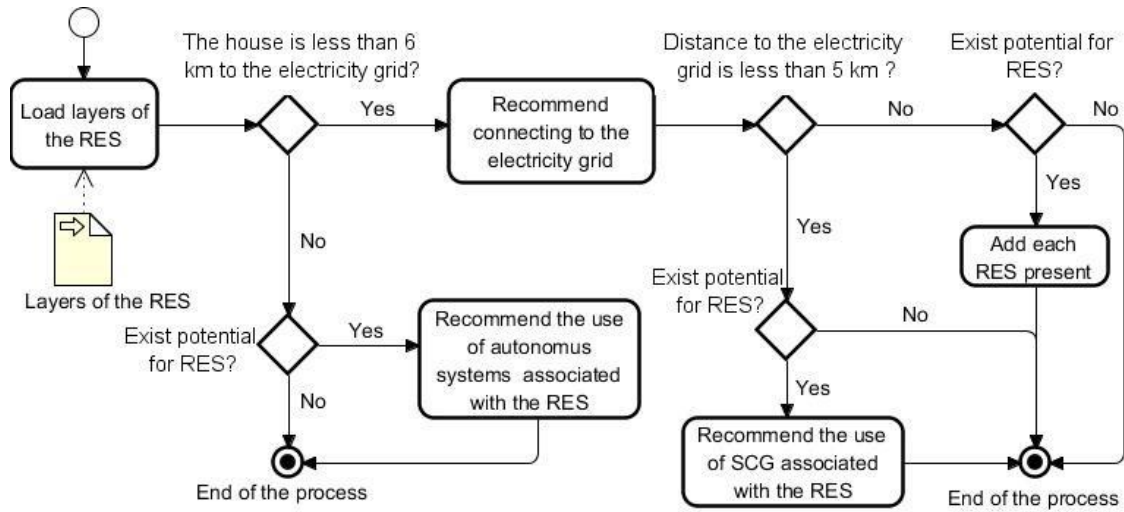 The house is less than 6
km to the electricity grid?
Distance to the electricity
grid is less than 5 km ?
Exist potential for
RES?
Load layers of
the RES
Yes
Recommend
connecting to the
electricity grid
No
No
Yes
Layers of the RES
No
Yes
Add each
RES present
Exist potential
for RES?
Yes
Recommend the use
of autonomus
systems associated
with the RES
No
Exist potential
for RES?
No
Yes
Recommend the use
of SCG associated
with the RES
End of the process
End of the process